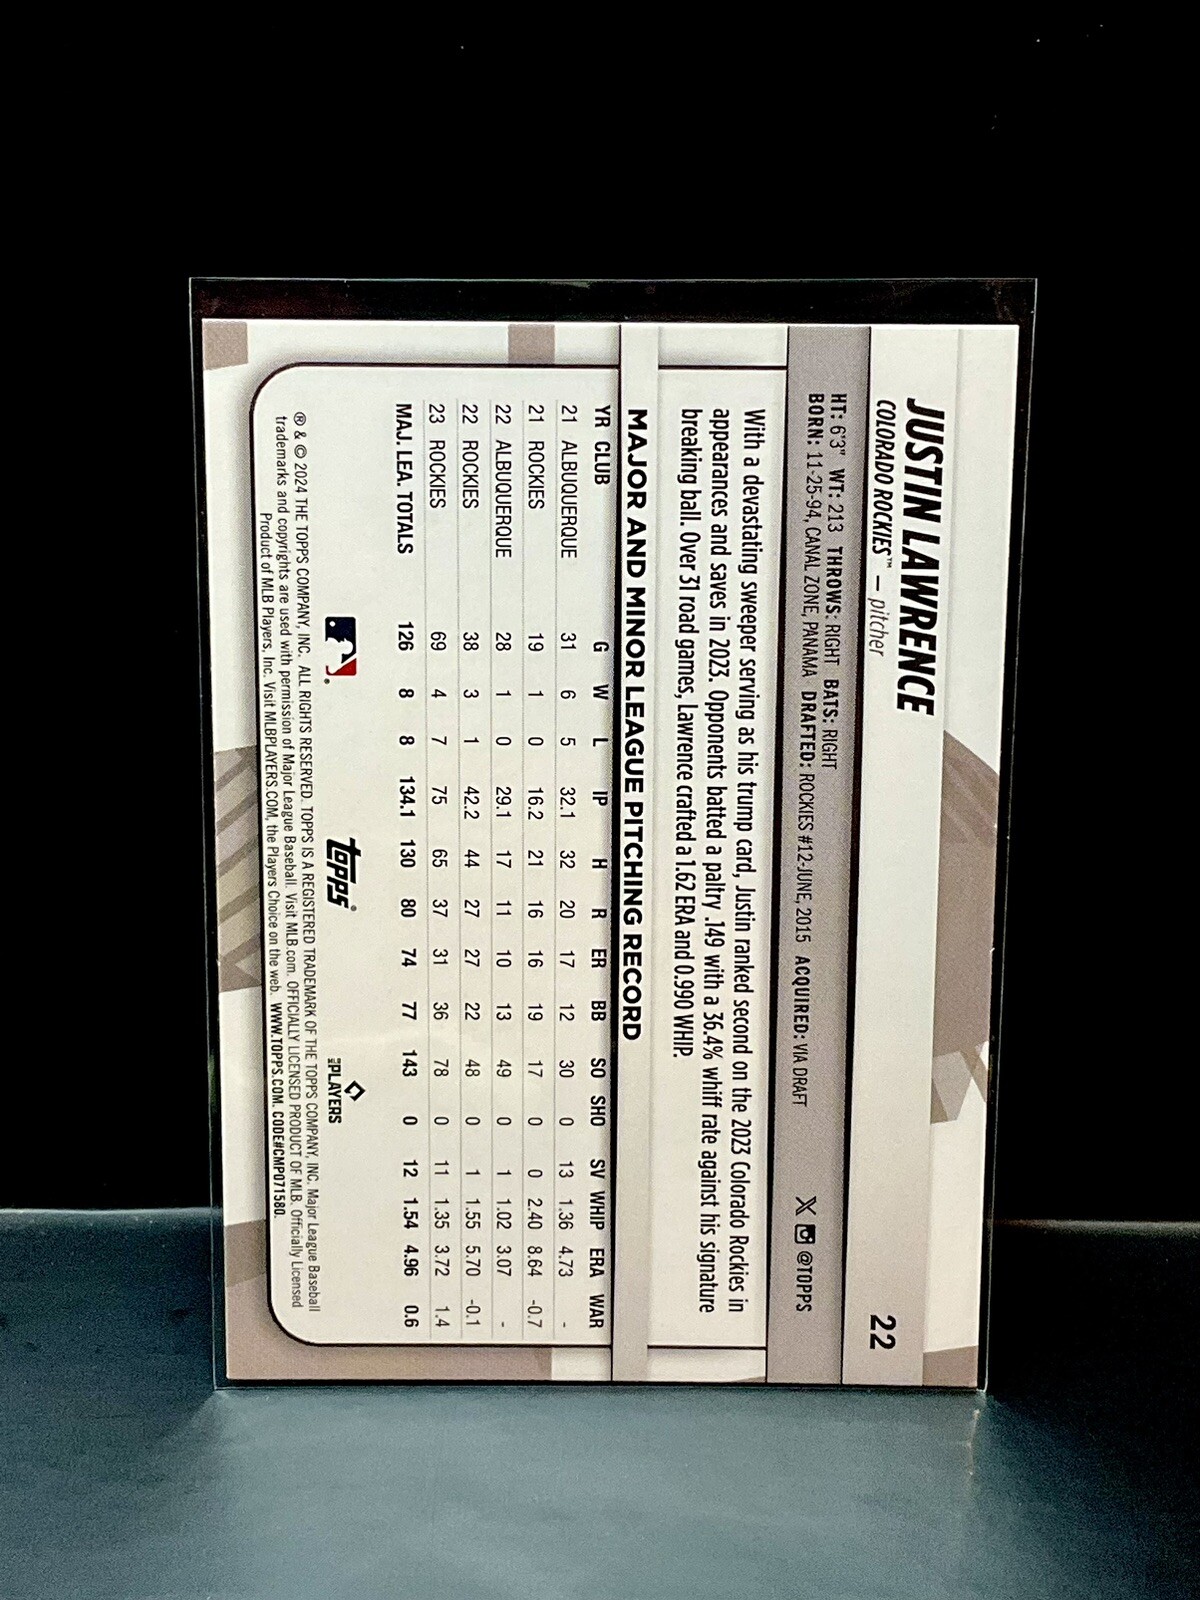 JUSTIN LAWRENCE
COLORADO ROCKIES™ — pitcher
22
HT: 6'3" WT: 213 THROWS: RIGHT BATS: RIGHT
BORN: 11-25-94, CANAL ZONE, PANAMA DRAFTED: ROCKIES #12-JUNE, 2015 ACQUIRED: VIA DRAFT
@TOPPS
With a devastating sweeper serving as his trump card, Justin ranked second on the 2023 Colorado Rockies in
appearances and saves in 2023. Opponents batted a paltry .149 with a 36.4% whiff rate against his signature
breaking ball. Over 31 road games, Lawrence crafted a 1.62 ERA and 0.990 WHIP.
MAJOR AND MINOR LEAGUE PITCHING RECORD
YR CLUB G W L IP H R ER BB SO SHO SV WHIP ERA WAR
21 ALBUQUERQUE 31 6 5 32.1 32 20 17 12 30 0 13 1.36 4.73 -
21 ROCKIES 19 1 0 16.2 21 16 16 19 17 0 0 2.40 8.64 -0.7
22 ALBUQUERQUE 28 1 0 29.1 17 11 10 13 49 0 1 1.02 3.07 -
22 ROCKIES 38 3 1 42.2 44 27 27 22 48 0 1 1.55 5.70 -0.1
23 ROCKIES 69 4 7 75 65 37 31 36 78 0 11 1.35 3.72 1.4
MAJ. LEA. TOTALS 126 8 8 134.1 130 80 74 77 143 0 12 1.54 4.96 0.6
topps®
MLB PLAYERS
® & © 2024 THE TOPPS COMPANY, INC. ALL RIGHTS RESERVED. TOPPS IS A REGISTERED TRADEMARK OF THE TOPPS COMPANY, INC. Major League Baseball
trademarks and copyrights are used with permission of Major League Baseball. Visit MLB.com. OFFICIALLY LICENSED PRODUCT OF MLB. Officially Licensed
Product of MLB Players, Inc. Visit MLBPLAYERS.COM, the Players Choice on the web. WWW.TOPPS.COM. CODE#CMP071580.